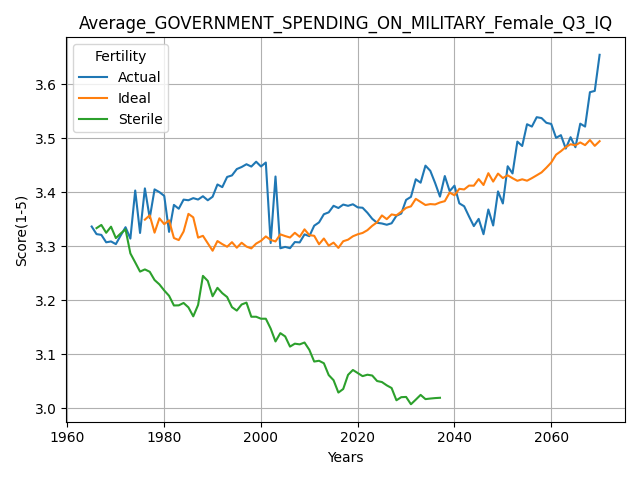 Average_GOVERNMENT_SPENDING_ON_MILITARY_Female_Q3_IQ
Fertility
Actual
Ideal
Sterile
Score(1-5)
3.6
3.5
3.4
3.3
3.2
3.1
3.0
1960 1980 2000 2020 2040 2060
Years